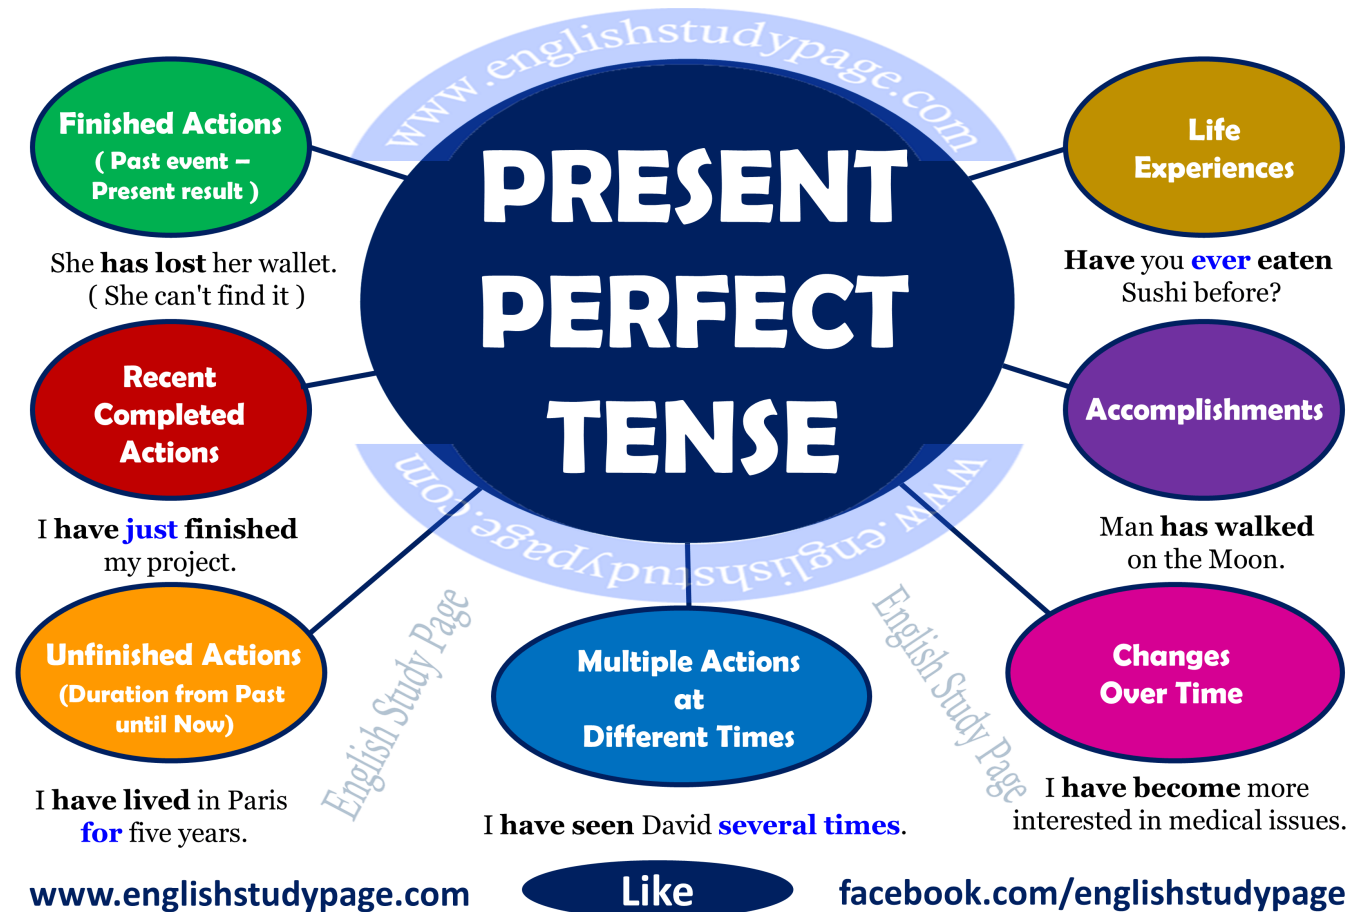 www.englishstudypage.com
PRESENT
PERFECT
TENSE
www.englishstudypage.com
Finished Actions
( Past event –
Present result )
She has lost her wallet.
( She can't find it )
Recent
Completed
Actions
I have just finished
my project.
Unfinished Actions
(Duration from Past
until Now)
I have lived in Paris
for five years.
English Study Page
Multiple Actions
at
Different Times
I have seen David several times.
English Study Page
Life
Experiences
Have you ever eaten
Sushi before?
Accomplishments
Man has walked
on the Moon.
Changes
Over Time
I have become more
interested in medical issues.
www.englishstudypage.com
Like
facebook.com/englishstudypage